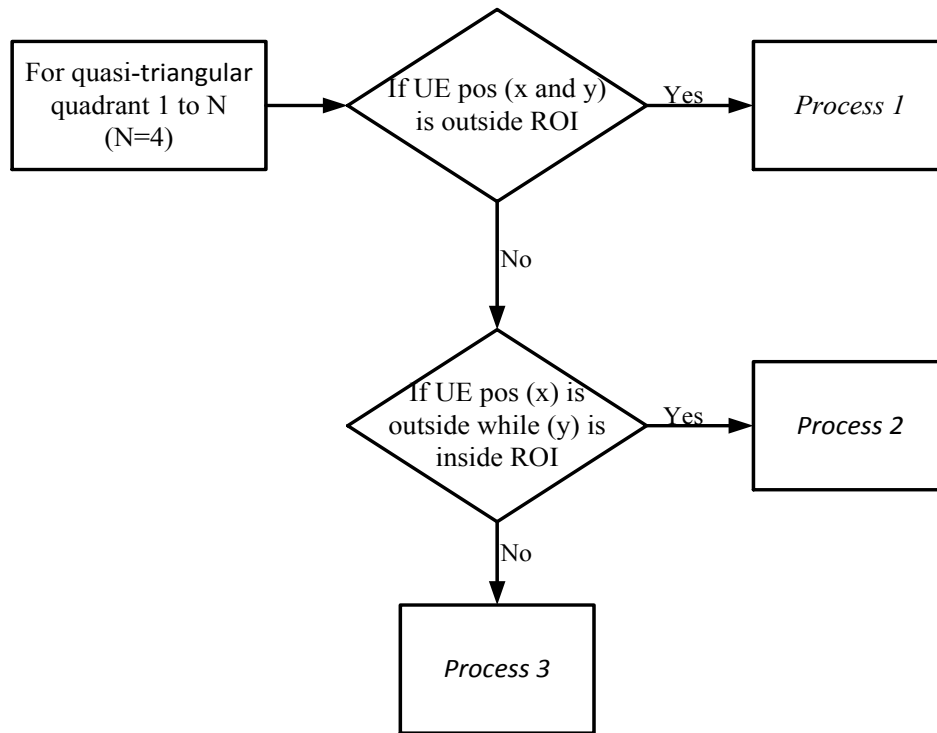 For quasi-triangular
quadrant 1 to N
(N=4)
If UE pos (x and y)
is outside ROI
Yes
Process 1
No
If UE pos (x) is
outside while (y) is
inside ROI
Yes
Process 2
No
Process 3